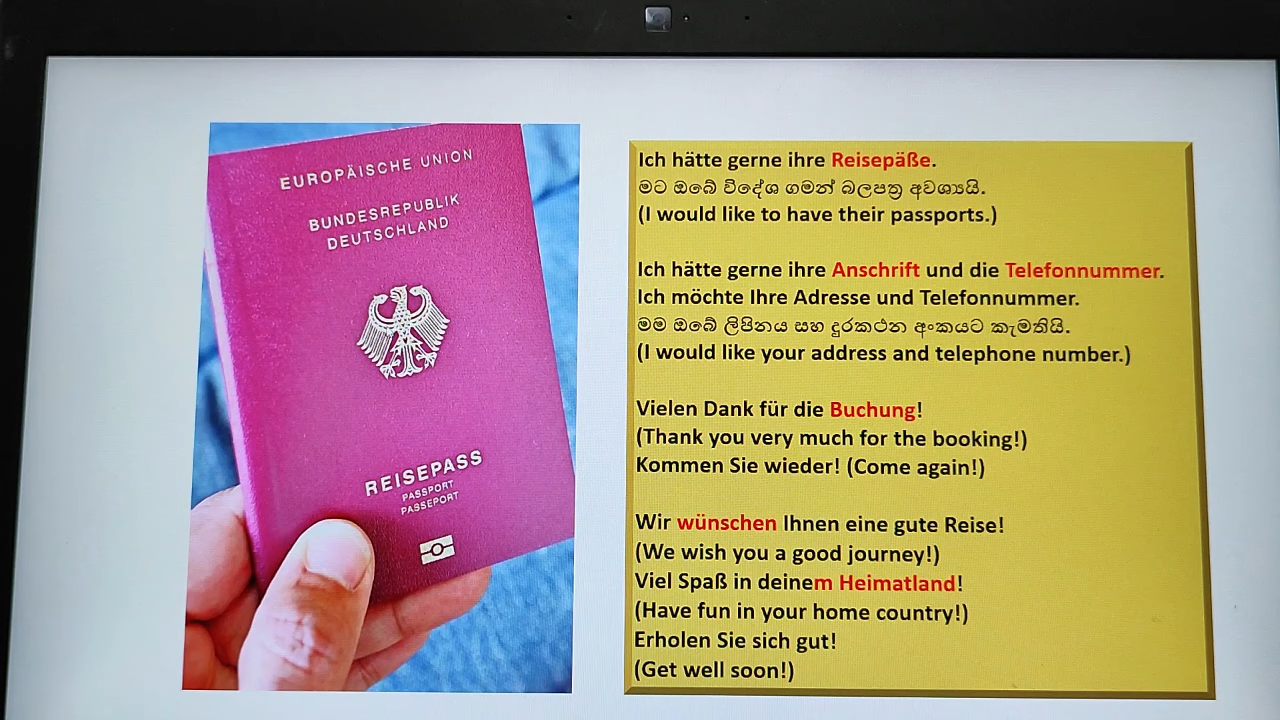 EUROPÄISCHE UNION
BUNDESREPUBLIK
DEUTSCHLAND
REISEPASS
PASSPORT
PASSEPORT
Ich hätte gerne ihre Reisepäße.
මට ඔබේ විදේශ ගමන් බලපත්‍ර අවශ්‍යයි.
(I would like to have their passports.)
Ich hätte gerne ihre Anschrift und die Telefonnummer.
Ich möchte Ihre Adresse und Telefonnummer.
මම ඔබේ ලිපිනය සහ දුරකථන අංකයට කැමතියි.
(I would like your address and telephone number.)
Vielen Dank für die Buchung!
(Thank you very much for the booking!)
Kommen Sie wieder! (Come again!)
Wir wünschen Ihnen eine gute Reise!
(We wish you a good journey!)
Viel Spaß in deinem Heimatland!
(Have fun in your home country!)
Erholen Sie sich gut!
(Get well soon!)